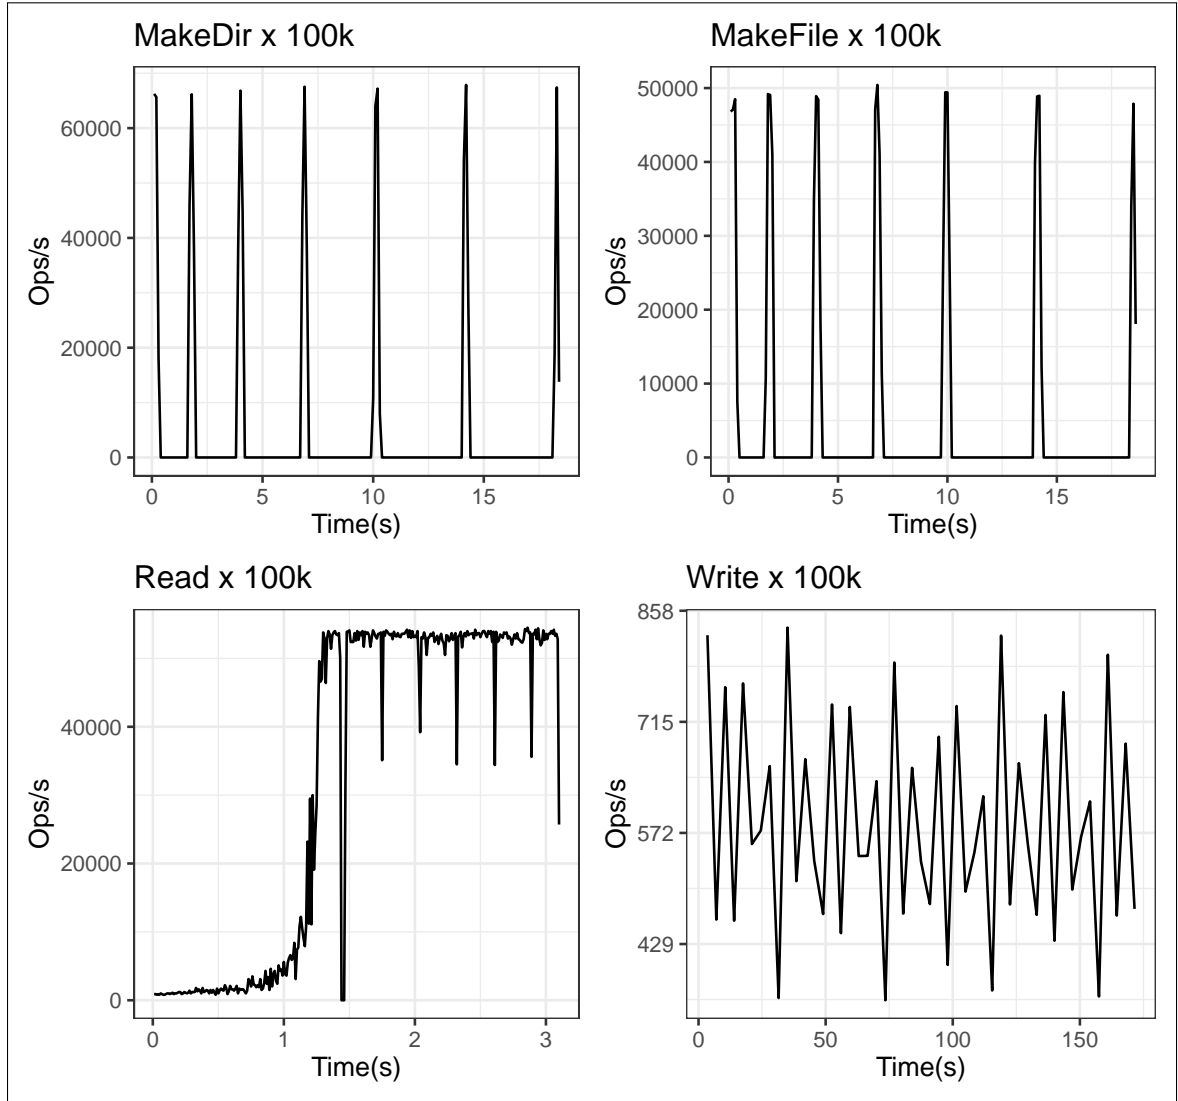 MakeDir x 100k
Ops/s
60000
40000
20000
0
0 5 10 15
Time(s)
MakeFile x 100k
Ops/s
50000
40000
30000
20000
10000
0
0 5 10 15
Time(s)
Read x 100k
Ops/s
40000
20000
0
0 1 2 3
Time(s)
Write x 100k
Ops/s
858
715
572
429
0 50 100 150
Time(s)